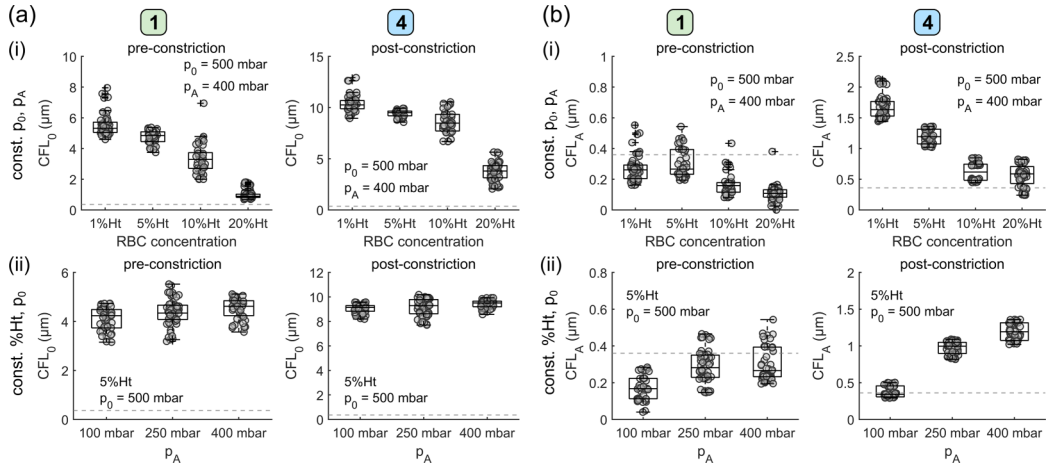 (a)
1
4
(i)
const. p0, pA
pre-constriction
CFL0 (μm)
10
8
6
4
2
0
p0 = 500 mbar
pA = 400 mbar
1%Ht 5%Ht 10%Ht 20%Ht
RBC concentration
post-constriction
CFL0 (μm)
15
10
5
0
p0 = 500 mbar
pA = 400 mbar
1%Ht 5%Ht 10%Ht 20%Ht
RBC concentration
(ii)
const. %Ht, p0
pre-constriction
CFL0 (μm)
6
4
2
0
5%Ht
p0 = 500 mbar
100 mbar 250 mbar 400 mbar
pA
post-constriction
CFL0 (μm)
12
10
8
6
4
2
0
5%Ht
p0 = 500 mbar
100 mbar 250 mbar 400 mbar
pA
(b)
1
4
(i)
const. p0, pA
pre-constriction
CFLA (μm)
1
0.8
0.6
0.4
0.2
0
p0 = 500 mbar
pA = 400 mbar
1%Ht 5%Ht 10%Ht 20%Ht
RBC concentration
post-constriction
CFLA (μm)
2.5
2
1.5
1
0.5
0
p0 = 500 mbar
pA = 400 mbar
1%Ht 5%Ht 10%Ht 20%Ht
RBC concentration
(ii)
const. %Ht, p0
pre-constriction
CFLA (μm)
0.8
0.6
0.4
0.2
0
5%Ht
p0 = 500 mbar
100 mbar 250 mbar 400 mbar
pA
post-constriction
CFLA (μm)
2
1.5
1
0.5
0
5%Ht
p0 = 500 mbar
100 mbar 250 mbar 400 mbar
pA